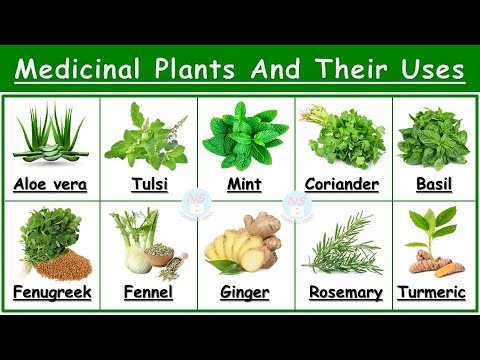 Medicinal Plants And Their Uses
Aloe vera Tulsi Mint Coriander Basil
Fenugreek Fennel Ginger Rosemary Turmeric